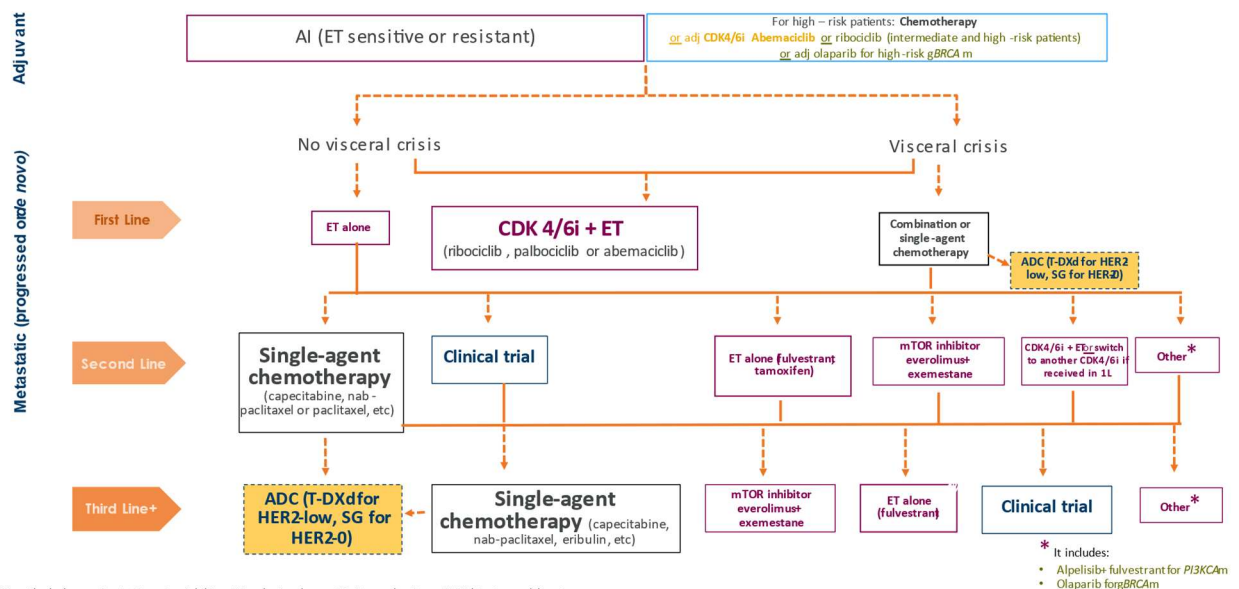 Adjuvant
AI (ET sensitive or resistant)
For high – risk patients: Chemotherapy
or adj CDK4/6i Abemaciclib or ribociclib (intermediate and high -risk patients)
or adj olaparib for high-risk gBRCA m
Metastatic (progressed orde novo)
No visceral crisis
Visceral crisis
First Line
ET alone
CDK 4/6i + ET
(ribociclib , palbociclib or abemaciclib)
Combination or
single -agent
chemotherapy
ADC (T-DXd for HER2
low, SG for HER2-0)
Second Line
Single-agent
chemotherapy
(capecitabine, nab -
paclitaxel or paclitaxel, etc)
Clinical trial
ET alone (fulvestrant,
tamoxifen)
mTOR inhibitor
everolimus+
exemestane
CDK4/6i + ET or switch
to another CDK4/6i if
received in 1L
Other*
Third Line+
ADC (T-DXd for
HER2-low, SG for
HER2-0)
Single-agent
chemotherapy (capecitabine,
nab-paclitaxel, eribulin, etc)
mTOR inhibitor
everolimus+
exemestane
ET alone
(fulvestrant)
Clinical trial
Other*
* It includes:
• Alpelisib+ fulvestrant for PI3KCAm
• Olaparib forgBRCAm